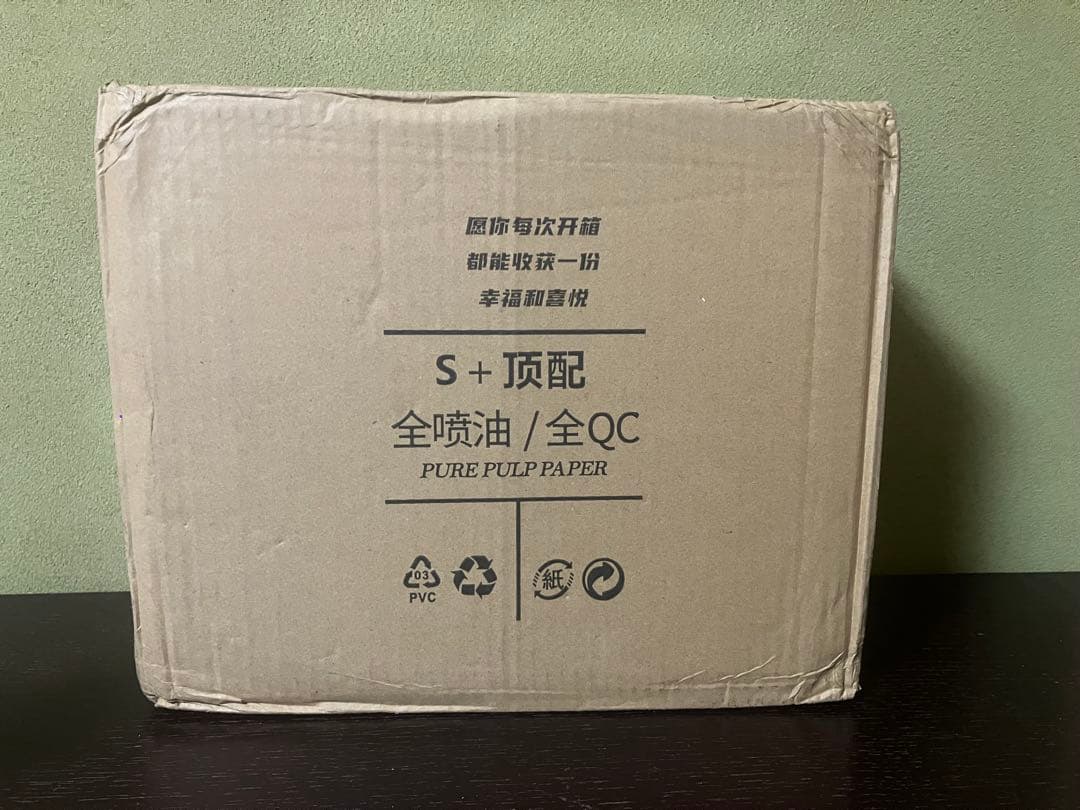 愿你每次开箱
都能收获一份
幸福和喜悦
S + 顶配
全喷油 / 全QC
PURE PULP PAPER
03
PVC
紙